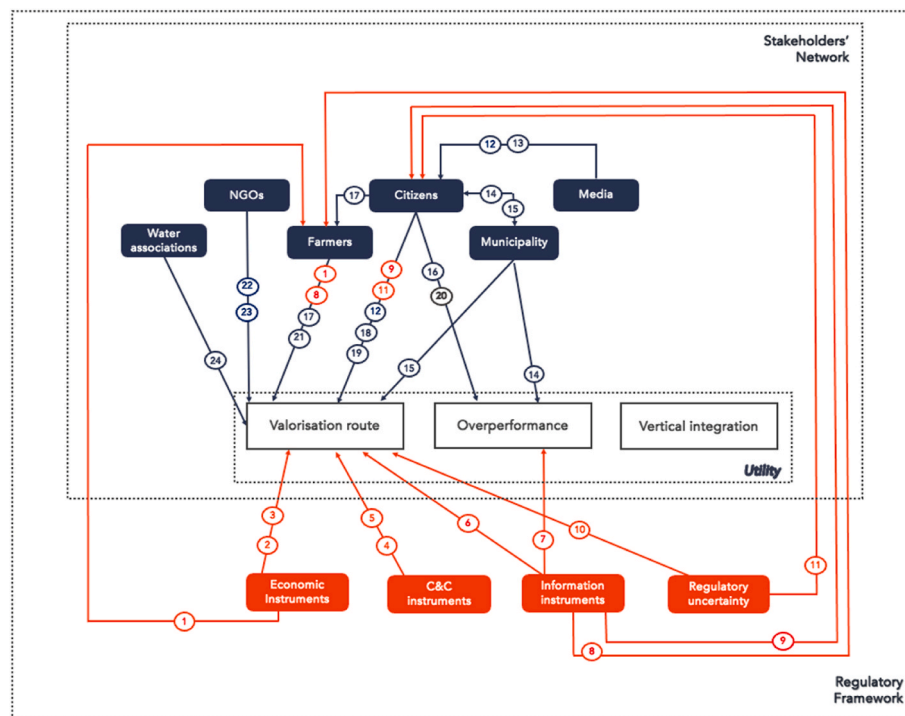 Stakeholders'
Network
12
13
NGOs
17
Citizens
14
15
Media
Water
associations
Farmers
Municipality
1
8
17
21
9
11
12
18
19
16
20
22
23
24
15
14
Valorisation route
Overperformance
Vertical integration
Utility
3
2
5
4
6
7
10
11
Economic
Instruments
C&C
instruments
Information
instruments
Regulatory
uncertainty
1
8
9
Regulatory
Framework